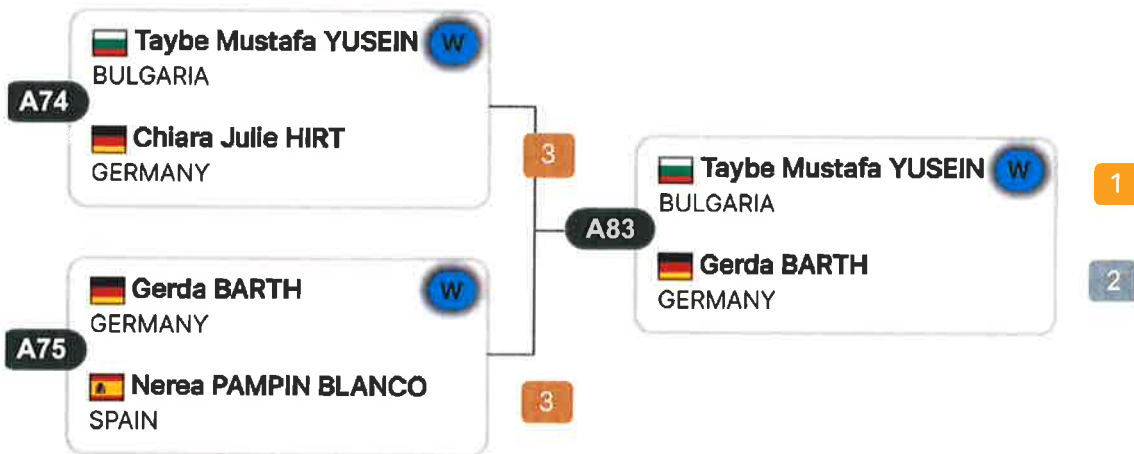 Taybe Mustafa YUSEIN W
BULGARIA
A74
Chiara Julie HIRT
GERMANY
3
Gerda BARTH W
GERMANY
A75
Nerea PAMPIN BLANCO
SPAIN
3
A83
Taybe Mustafa YUSEIN W
BULGARIA
1
Gerda BARTH
GERMANY
2